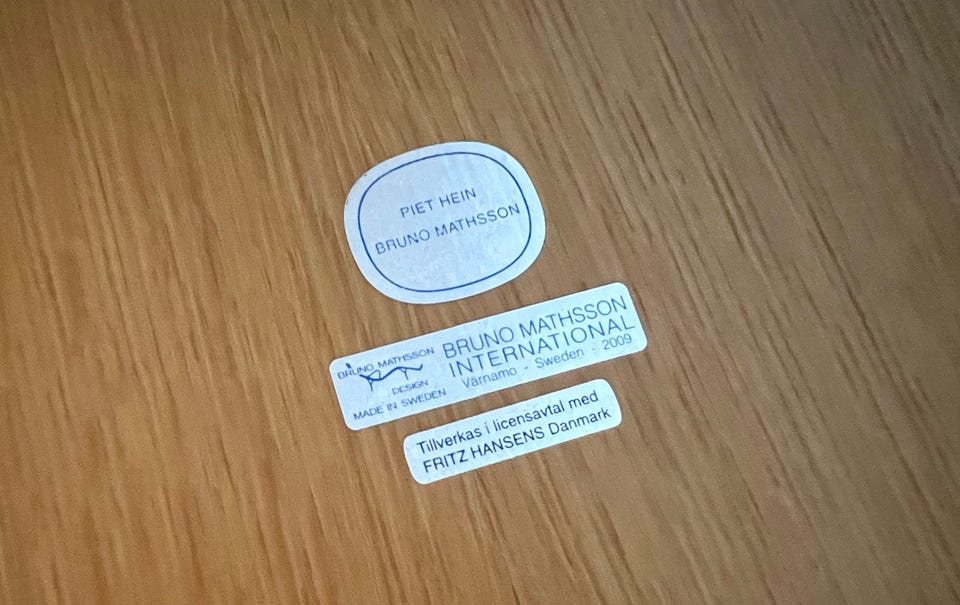 PIET HEIN
BRUNO MATHSSON
BRUNO MATHSSON
DESIGN
MADE IN SWEDEN
BRUNO MATHSSON
INTERNATIONAL
Värnamo - Sweden - 2009
Tillverkas i licensavtal med
FRITZ HANSENS Danmark